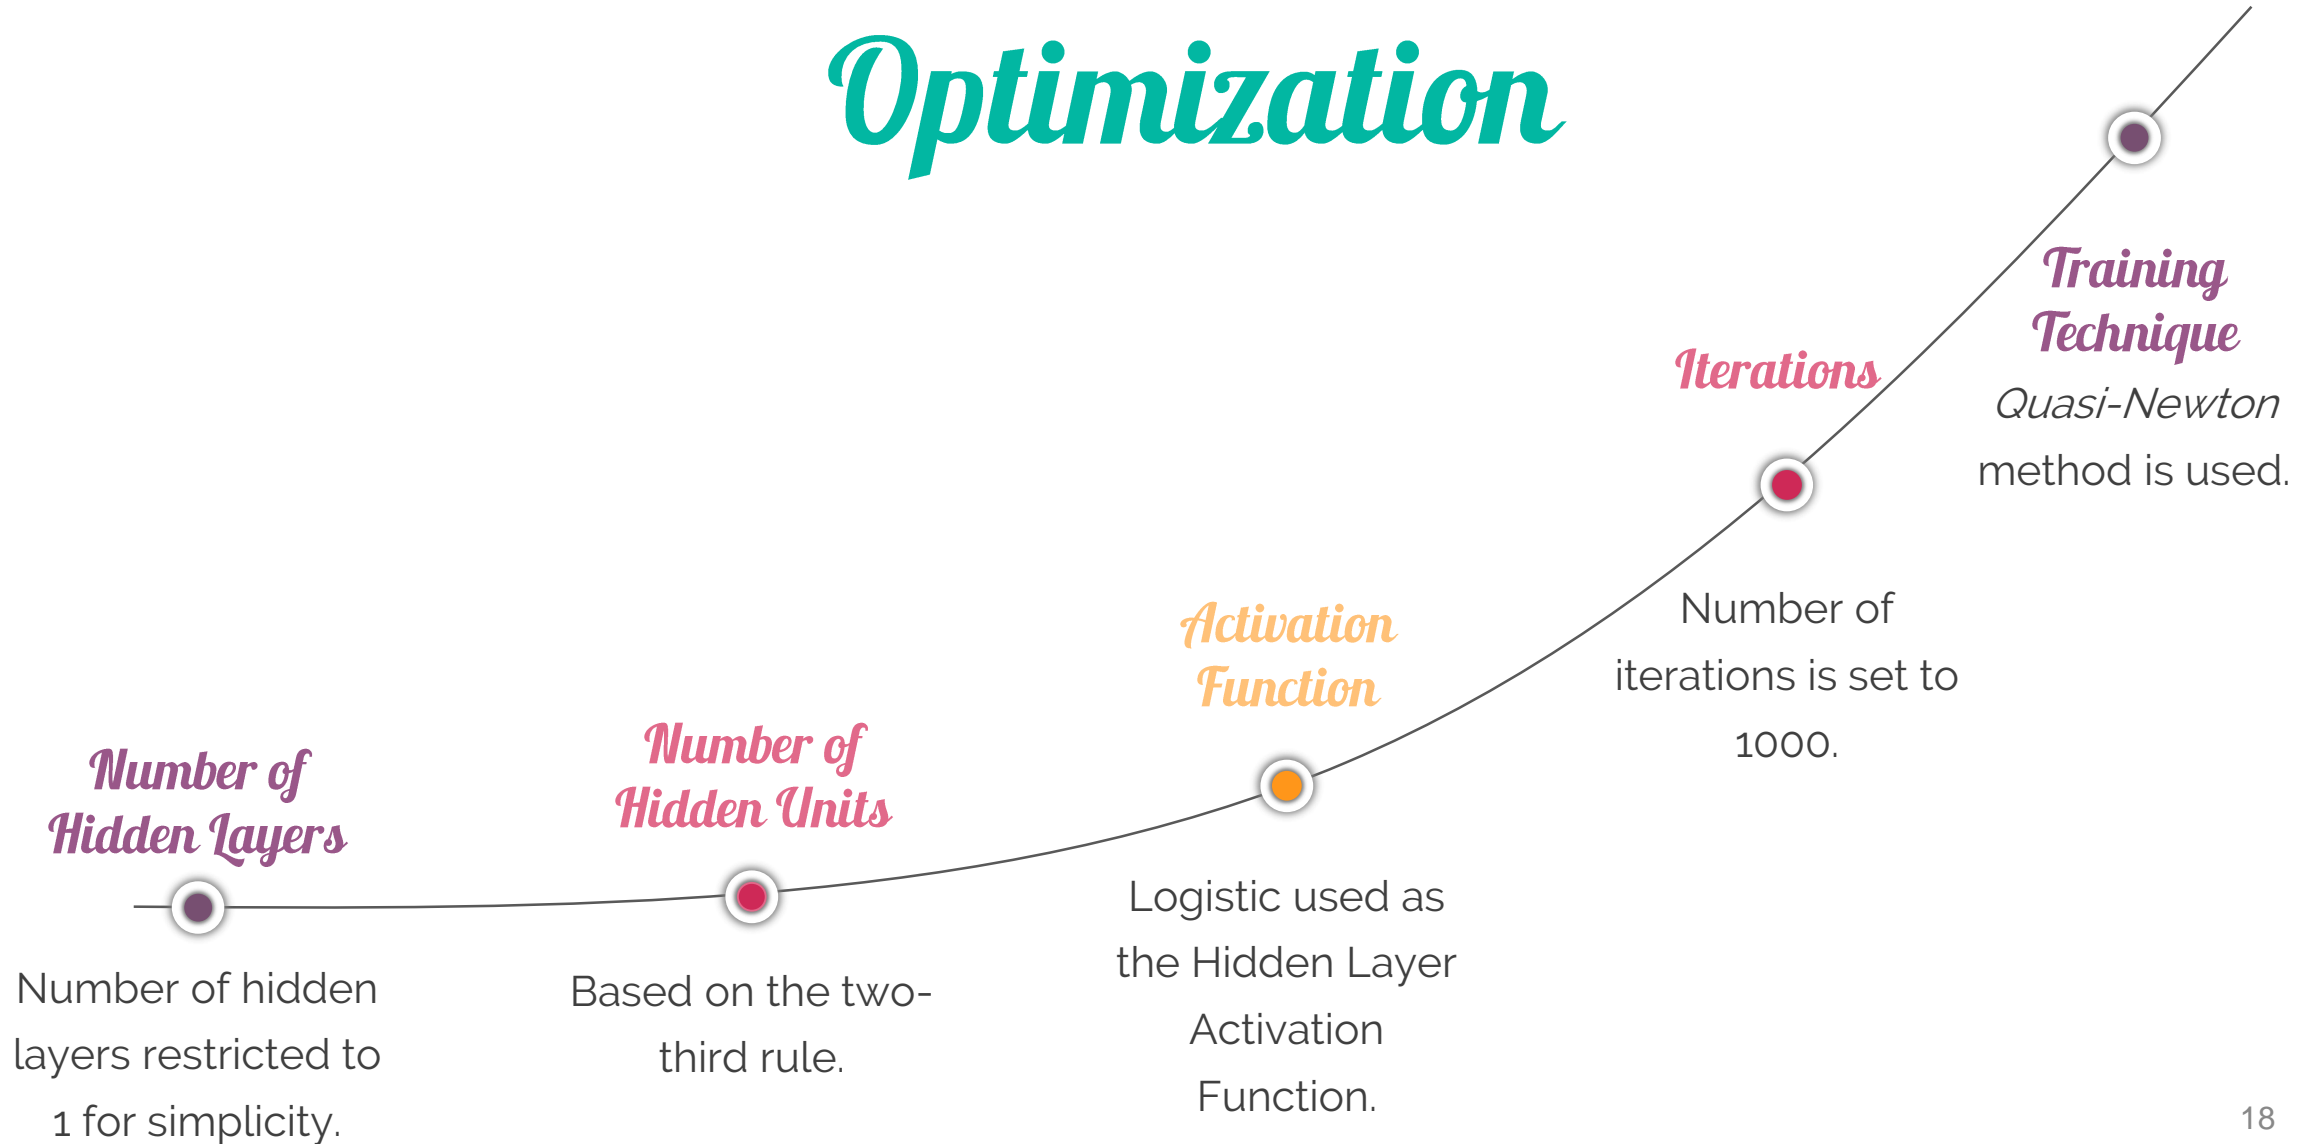 Optimization
Number of
Hidden Layers
Number of hidden
layers restricted to
1 for simplicity.
Number of
Hidden Units
Based on the two-
third rule.
Activation
Function
Logistic used as
the Hidden Layer
Activation
Function.
Iterations
Number of
iterations is set to
1000.
Training
Technique
Quasi-Newton
method is used.
18